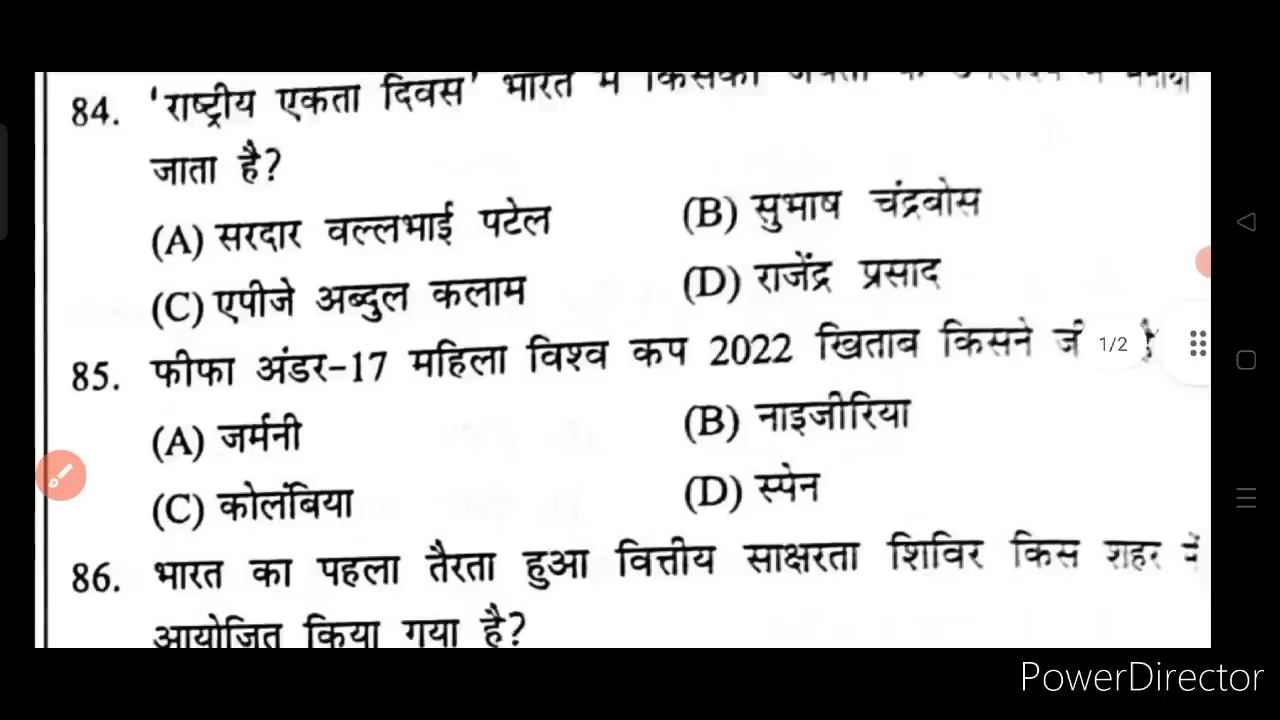 84. 'राष्ट्रीय एकता दिवस' भारत में किसकी
जाता है?
(A) सरदार वल्लभाई पटेल (B) सुभाष चंद्रबोस
(C) एपीजे अब्दुल कलाम (D) राजेंद्र प्रसाद
85. फीफा अंडर-17 महिला विश्व कप 2022 खिताब किसने
1/2
(A) जर्मनी (B) नाइजीरिया
(C) कोलंबिया (D) स्पेन
86. भारत का पहला तैरता हुआ वित्तीय साक्षरता शिविर किस शहर में
आयोजित किया गया है?
PowerDirector